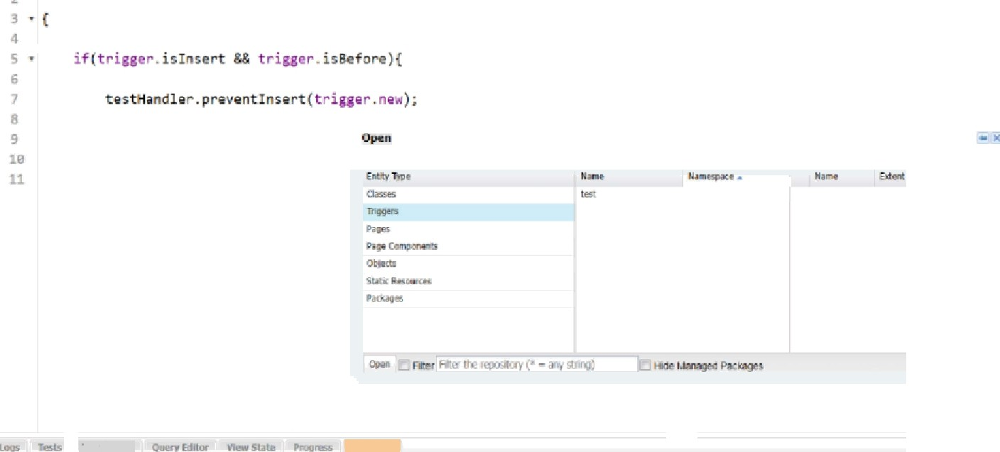 3 {
4
5 if(trigger.isInsert && trigger.isBefore){
6
7 testHandler.preventInsert(trigger.new);
8
9
10
11
Open
Entity Type Name Namespace Name Extent
Classes test
Triggers
Pages
Page Components
Objects
Static Resources
Packages
Open Filter Filter the repository (* = any string) Hide Managed Packages
Logs Tests Query Editor View State Progress